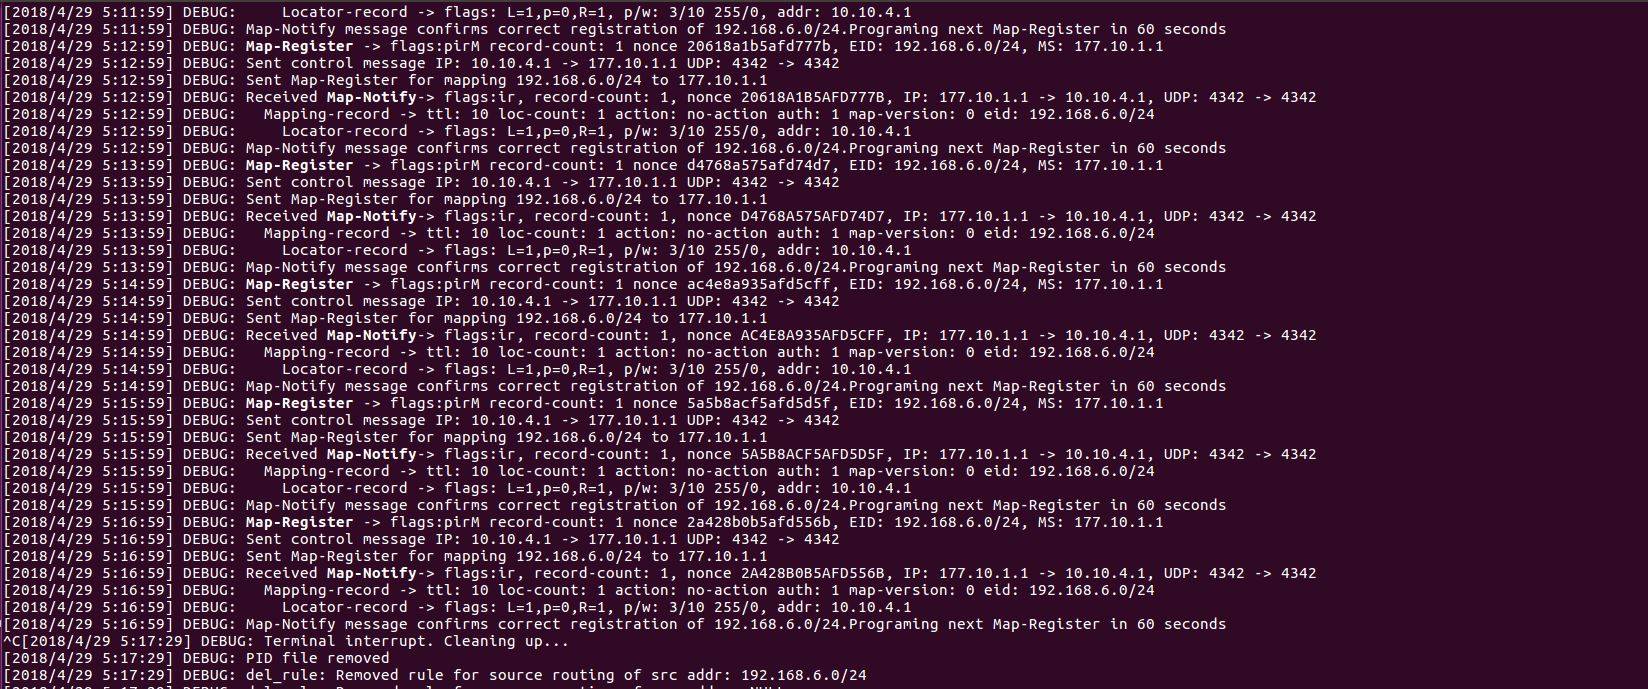 [2018/4/29 5:11:59] DEBUG:     Locator-record -> flags: L=1,p=0,R=1, p/w: 3/10 255/0, addr: 10.10.4.1
[2018/4/29 5:11:59] DEBUG: Map-Notify message confirms correct registration of 192.168.6.0/24.Programing next Map-Register in 60 seconds
[2018/4/29 5:12:59] DEBUG: Map-Register -> flags:pirM record-count: 1 nonce 20618a1b5afd777b, EID: 192.168.6.0/24, MS: 177.10.1.1
[2018/4/29 5:12:59] DEBUG: Sent control message IP: 10.10.4.1 -> 177.10.1.1 UDP: 4342 -> 4342
[2018/4/29 5:12:59] DEBUG: Sent Map-Register for mapping 192.168.6.0/24 to 177.10.1.1
[2018/4/29 5:12:59] DEBUG: Received Map-Notify-> flags:ir, record-count: 1, nonce 20618A1B5AFD777B, IP: 177.10.1.1 -> 10.10.4.1, UDP: 4342 -> 4342
[2018/4/29 5:12:59] DEBUG:   Mapping-record -> ttl: 10 loc-count: 1 action: no-action auth: 1 map-version: 0 eid: 192.168.6.0/24
[2018/4/29 5:12:59] DEBUG:     Locator-record -> flags: L=1,p=0,R=1, p/w: 3/10 255/0, addr: 10.10.4.1
[2018/4/29 5:12:59] DEBUG: Map-Notify message confirms correct registration of 192.168.6.0/24.Programing next Map-Register in 60 seconds
[2018/4/29 5:13:59] DEBUG: Map-Register -> flags:pirM record-count: 1 nonce d4768a575afd74d7, EID: 192.168.6.0/24, MS: 177.10.1.1
[2018/4/29 5:13:59] DEBUG: Sent control message IP: 10.10.4.1 -> 177.10.1.1 UDP: 4342 -> 4342
[2018/4/29 5:13:59] DEBUG: Sent Map-Register for mapping 192.168.6.0/24 to 177.10.1.1
[2018/4/29 5:13:59] DEBUG: Received Map-Notify-> flags:ir, record-count: 1, nonce D4768A575AFD74D7, IP: 177.10.1.1 -> 10.10.4.1, UDP: 4342 -> 4342
[2018/4/29 5:13:59] DEBUG:   Mapping-record -> ttl: 10 loc-count: 1 action: no-action auth: 1 map-version: 0 eid: 192.168.6.0/24
[2018/4/29 5:13:59] DEBUG:     Locator-record -> flags: L=1,p=0,R=1, p/w: 3/10 255/0, addr: 10.10.4.1
[2018/4/29 5:13:59] DEBUG: Map-Notify message confirms correct registration of 192.168.6.0/24.Programing next Map-Register in 60 seconds
[2018/4/29 5:14:59] DEBUG: Map-Register -> flags:pirM record-count: 1 nonce ac4e8a935afd5cff, EID: 192.168.6.0/24, MS: 177.10.1.1
[2018/4/29 5:14:59] DEBUG: Sent control message IP: 10.10.4.1 -> 177.10.1.1 UDP: 4342 -> 4342
[2018/4/29 5:14:59] DEBUG: Sent Map-Register for mapping 192.168.6.0/24 to 177.10.1.1
[2018/4/29 5:14:59] DEBUG: Received Map-Notify-> flags:ir, record-count: 1, nonce AC4E8A935AFD5CFF, IP: 177.10.1.1 -> 10.10.4.1, UDP: 4342 -> 4342
[2018/4/29 5:14:59] DEBUG:   Mapping-record -> ttl: 10 loc-count: 1 action: no-action auth: 1 map-version: 0 eid: 192.168.6.0/24
[2018/4/29 5:14:59] DEBUG:     Locator-record -> flags: L=1,p=0,R=1, p/w: 3/10 255/0, addr: 10.10.4.1
[2018/4/29 5:14:59] DEBUG: Map-Notify message confirms correct registration of 192.168.6.0/24.Programing next Map-Register in 60 seconds
[2018/4/29 5:15:59] DEBUG: Map-Register -> flags:pirM record-count: 1 nonce 5a5b8acf5afd5d5f, EID: 192.168.6.0/24, MS: 177.10.1.1
[2018/4/29 5:15:59] DEBUG: Sent control message IP: 10.10.4.1 -> 177.10.1.1 UDP: 4342 -> 4342
[2018/4/29 5:15:59] DEBUG: Sent Map-Register for mapping 192.168.6.0/24 to 177.10.1.1
[2018/4/29 5:15:59] DEBUG: Received Map-Notify-> flags:ir, record-count: 1, nonce 5A5B8ACF5AFD5D5F, IP: 177.10.1.1 -> 10.10.4.1, UDP: 4342 -> 4342
[2018/4/29 5:15:59] DEBUG:   Mapping-record -> ttl: 10 loc-count: 1 action: no-action auth: 1 map-version: 0 eid: 192.168.6.0/24
[2018/4/29 5:15:59] DEBUG:     Locator-record -> flags: L=1,p=0,R=1, p/w: 3/10 255/0, addr: 10.10.4.1
[2018/4/29 5:15:59] DEBUG: Map-Notify message confirms correct registration of 192.168.6.0/24.Programing next Map-Register in 60 seconds
[2018/4/29 5:16:59] DEBUG: Map-Register -> flags:pirM record-count: 1 nonce 2a428b0b5afd556b, EID: 192.168.6.0/24, MS: 177.10.1.1
[2018/4/29 5:16:59] DEBUG: Sent control message IP: 10.10.4.1 -> 177.10.1.1 UDP: 4342 -> 4342
[2018/4/29 5:16:59] DEBUG: Sent Map-Register for mapping 192.168.6.0/24 to 177.10.1.1
[2018/4/29 5:16:59] DEBUG: Received Map-Notify-> flags:ir, record-count: 1, nonce 2A428B0B5AFD556B, IP: 177.10.1.1 -> 10.10.4.1, UDP: 4342 -> 4342
[2018/4/29 5:16:59] DEBUG:   Mapping-record -> ttl: 10 loc-count: 1 action: no-action auth: 1 map-version: 0 eid: 192.168.6.0/24
[2018/4/29 5:16:59] DEBUG:     Locator-record -> flags: L=1,p=0,R=1, p/w: 3/10 255/0, addr: 10.10.4.1
[2018/4/29 5:16:59] DEBUG: Map-Notify message confirms correct registration of 192.168.6.0/24.Programing next Map-Register in 60 seconds
^C[2018/4/29 5:17:29] DEBUG: Terminal interrupt. Cleaning up...
[2018/4/29 5:17:29] DEBUG: PID file removed
[2018/4/29 5:17:29] DEBUG: del_rule: Removed rule for source routing of src addr: 192.168.6.0/24